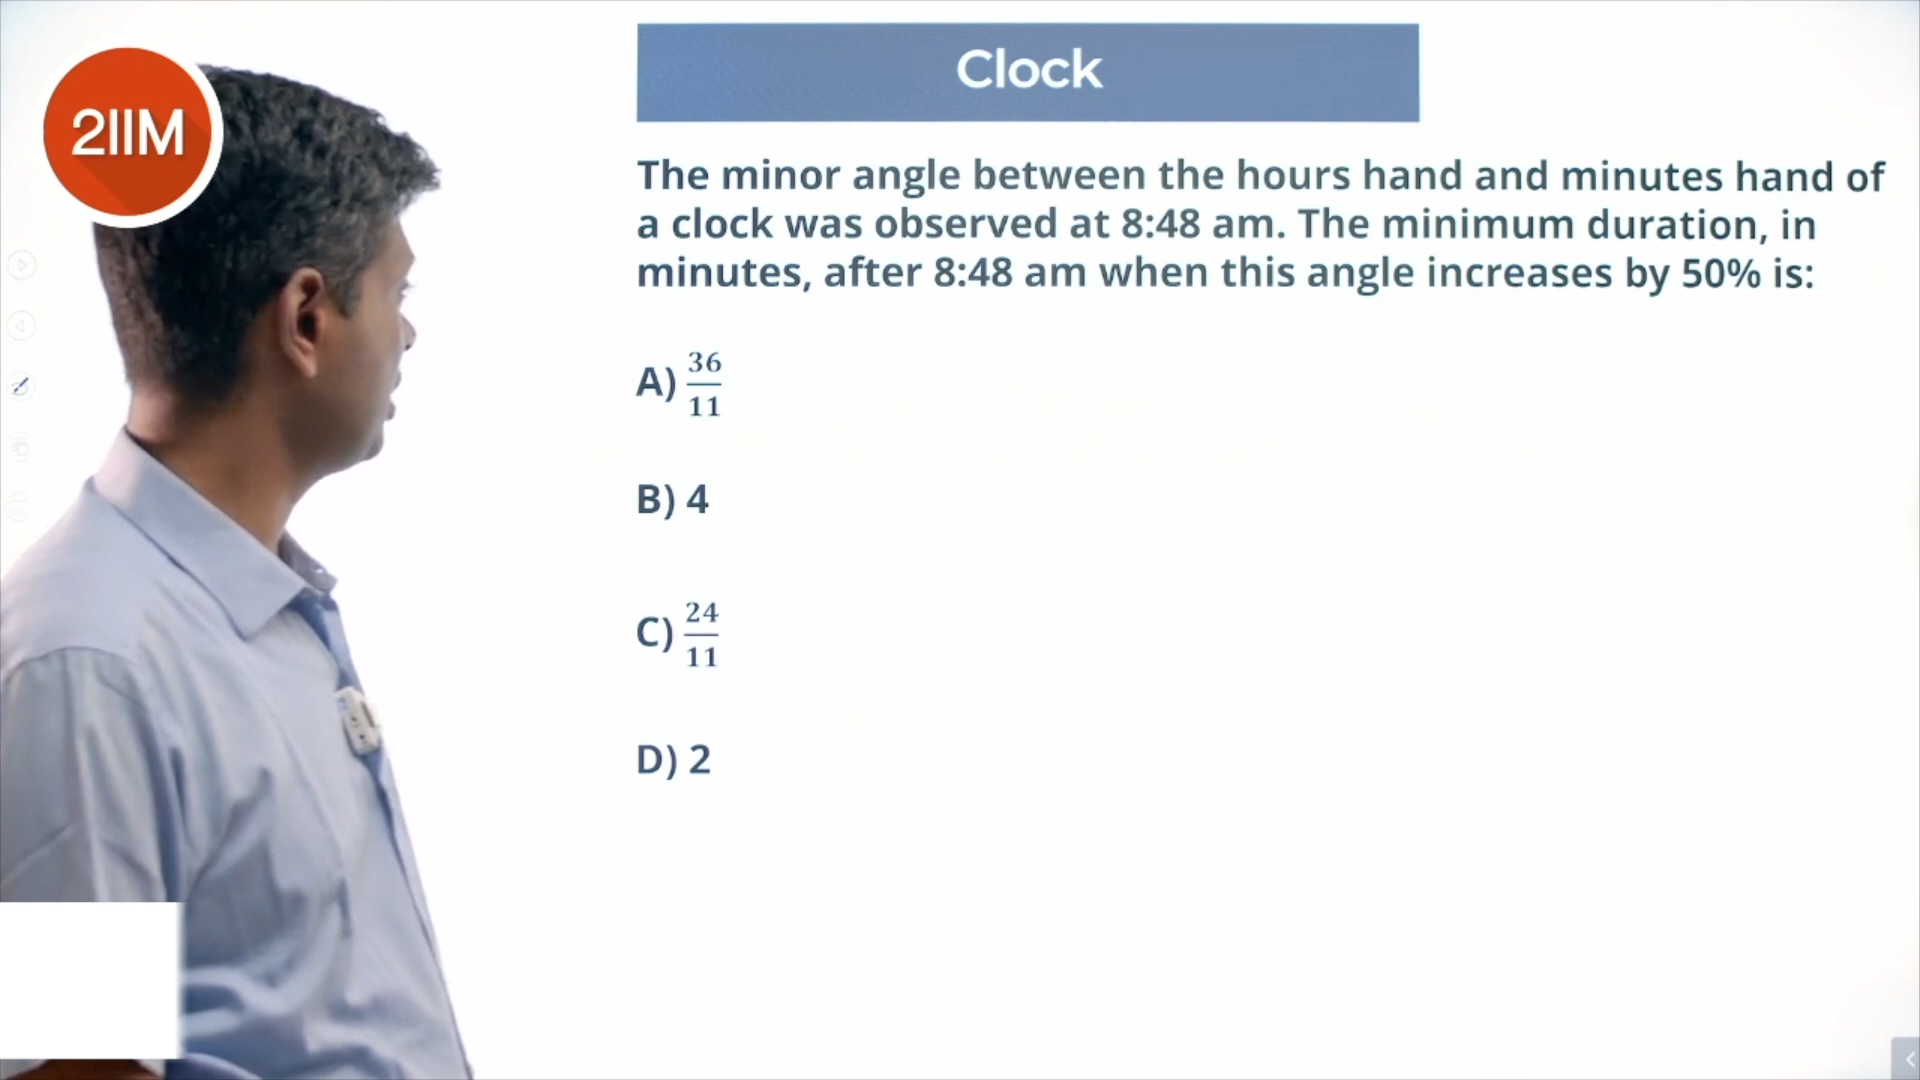 2IIM
Clock
The minor angle between the hours hand and minutes hand of
a clock was observed at 8:48 am. The minimum duration, in
minutes, after 8:48 am when this angle increases by 50% is:
A) 36/11
B) 4
C) 24/11
D) 2